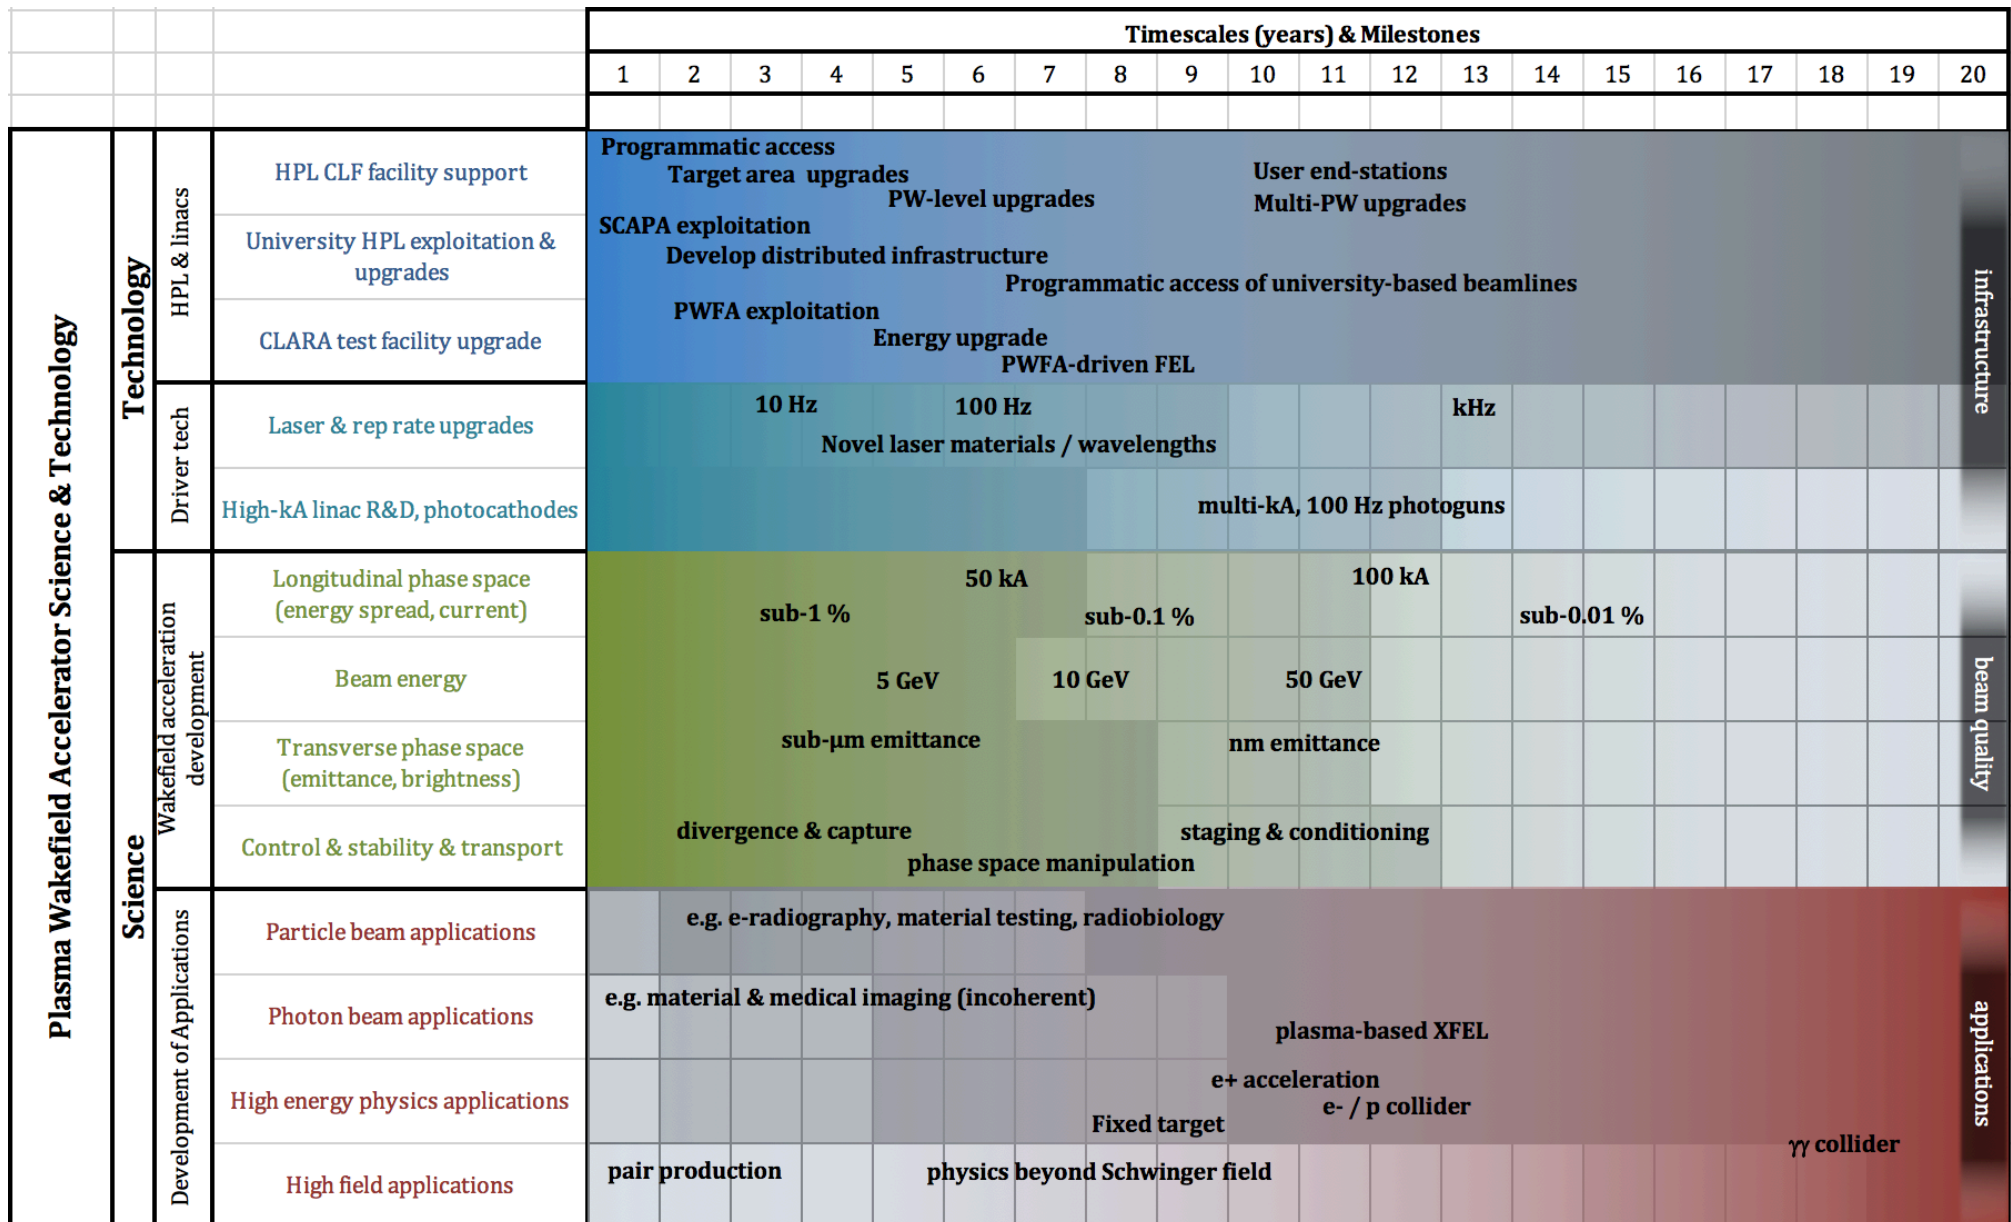 Timescales (years) & Milestones
1 2 3 4 5 6 7 8 9 10 11 12 13 14 15 16 17 18 19 20
Plasma Wakefield Accelerator Science & Technology
Technology
HPL & linacs
HPL CLF facility support
Programmatic access
Target area upgrades
PW-level upgrades
User end-stations
Multi-PW upgrades
University HPL exploitation &
upgrades
SCAPA exploitation
Develop distributed infrastructure
Programmatic access of university-based beamlines
CLARA test facility upgrade
PWFA exploitation
Energy upgrade
PWFA-driven FEL
infrastructure
Driver tech
Laser & rep rate upgrades
10 Hz
100 Hz
kHz
Novel laser materials / wavelengths
High-kA linac R&D, photocathodes
multi-kA, 100 Hz photoguns
Science
Wakefield acceleration
development
Longitudinal phase space
(energy spread, current)
50 kA
100 kA
sub-1 %
sub-0.1 %
sub-0.01 %
Beam energy
5 GeV
10 GeV
50 GeV
beam quality
Transverse phase space
(emittance, brightness)
sub-μm emittance
nm emittance
Control & stability & transport
divergence & capture
staging & conditioning
phase space manipulation
Development of Applications
Particle beam applications
e.g. e-radiography, material testing, radiobiology
Photon beam applications
e.g. material & medical imaging (incoherent)
plasma-based XFEL
applications
High energy physics applications
e+ acceleration
e- / p collider
Fixed target
γγ collider
High field applications
pair production
physics beyond Schwinger field